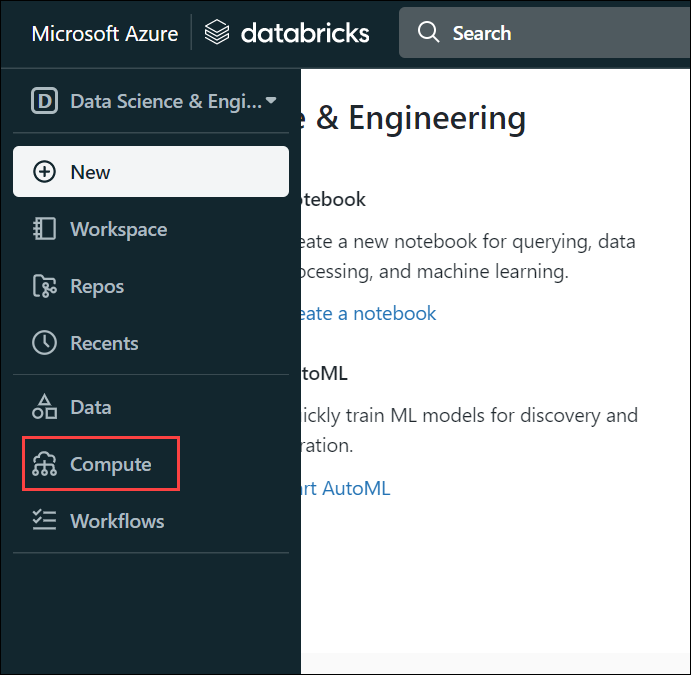 Microsoft Azure databricks Search
D Data Science & Engi...
& Engineering
New
otebook
Workspace
eate a new notebook for querying, data
ocessing, and machine learning.
Repos
eate a notebook
Recents
toML
Data
ickly train ML models for discovery and
ration.
Compute
art AutoML
Workflows